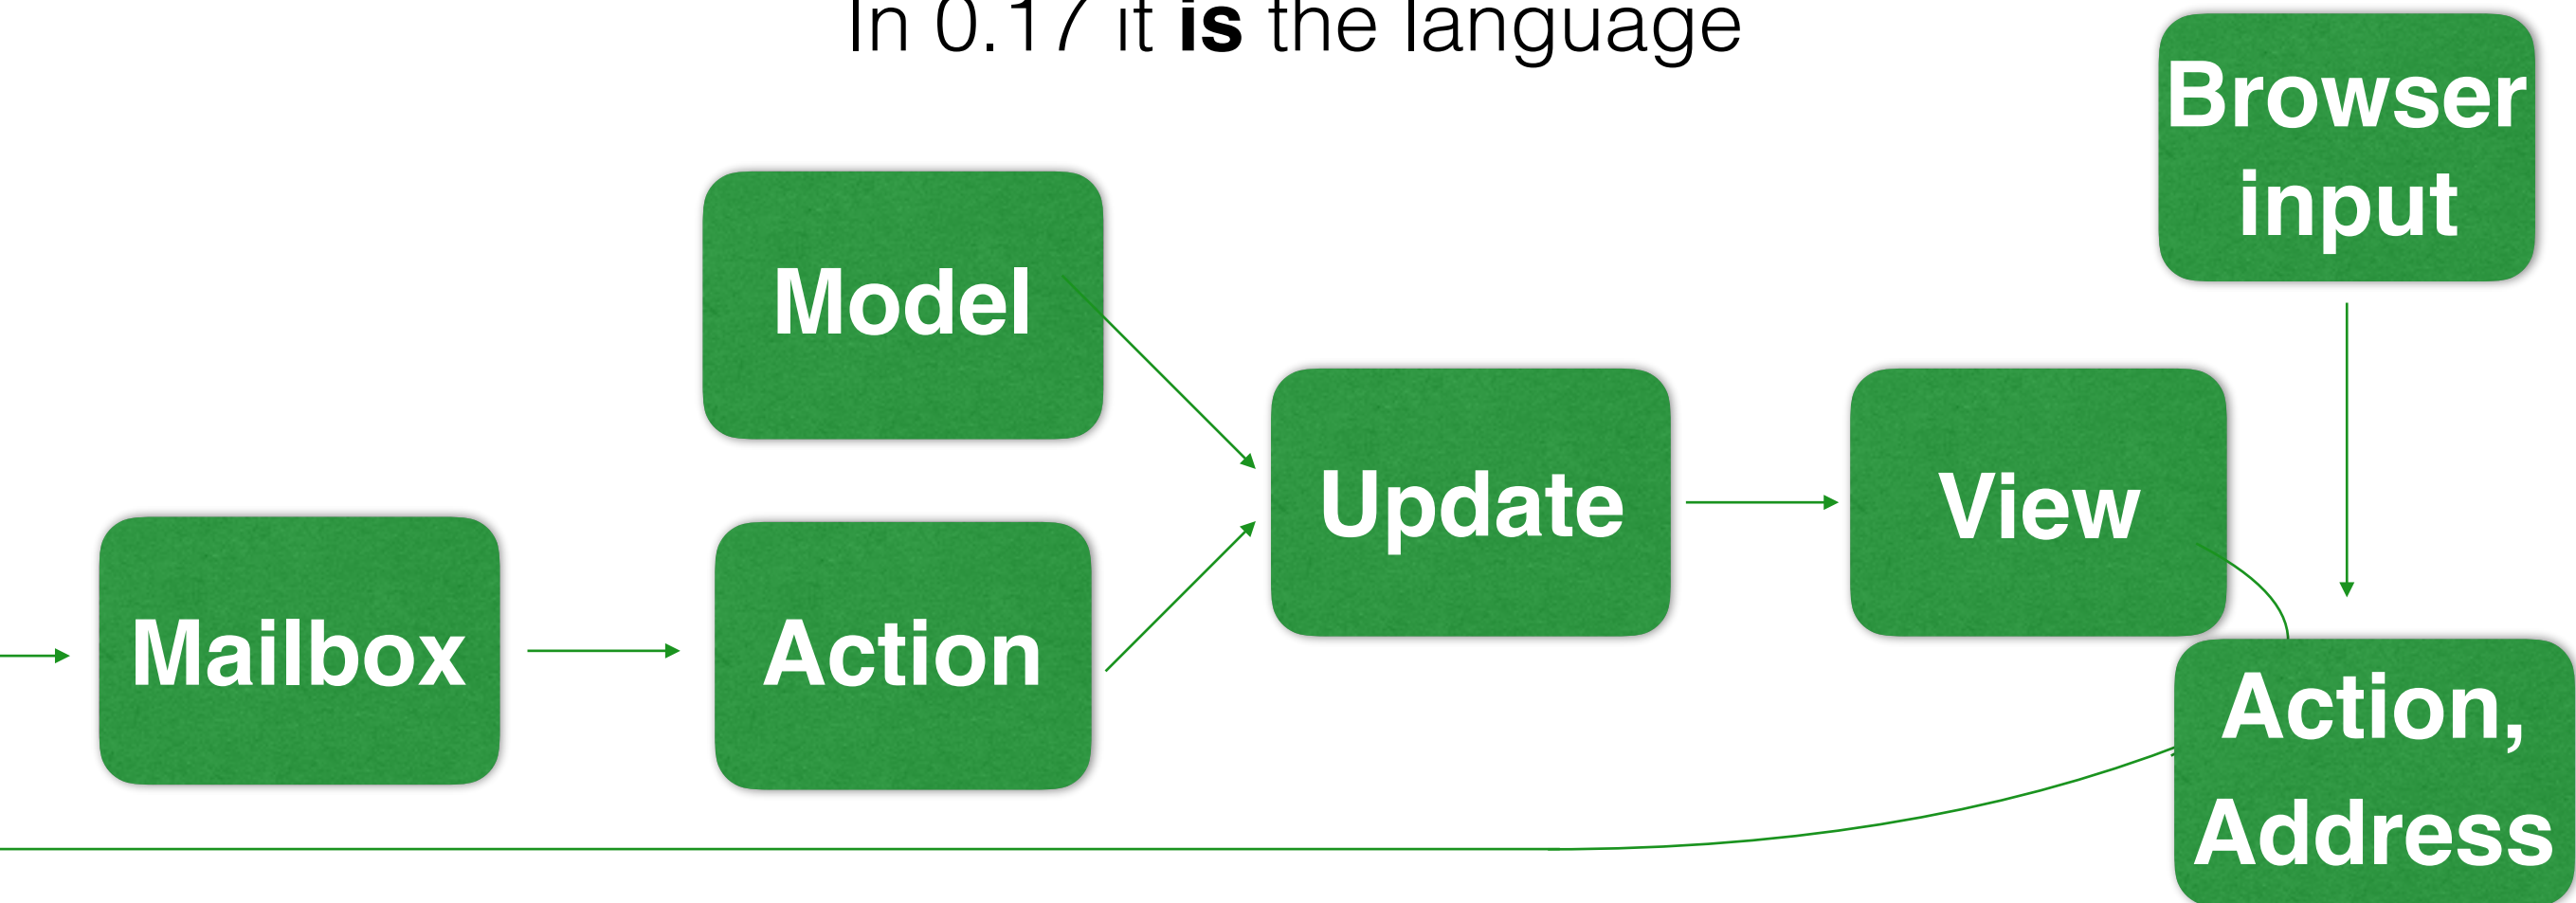 In 0.17 it is the language
Browser
input
Model
Update
View
Mailbox
Action
Action,
Address